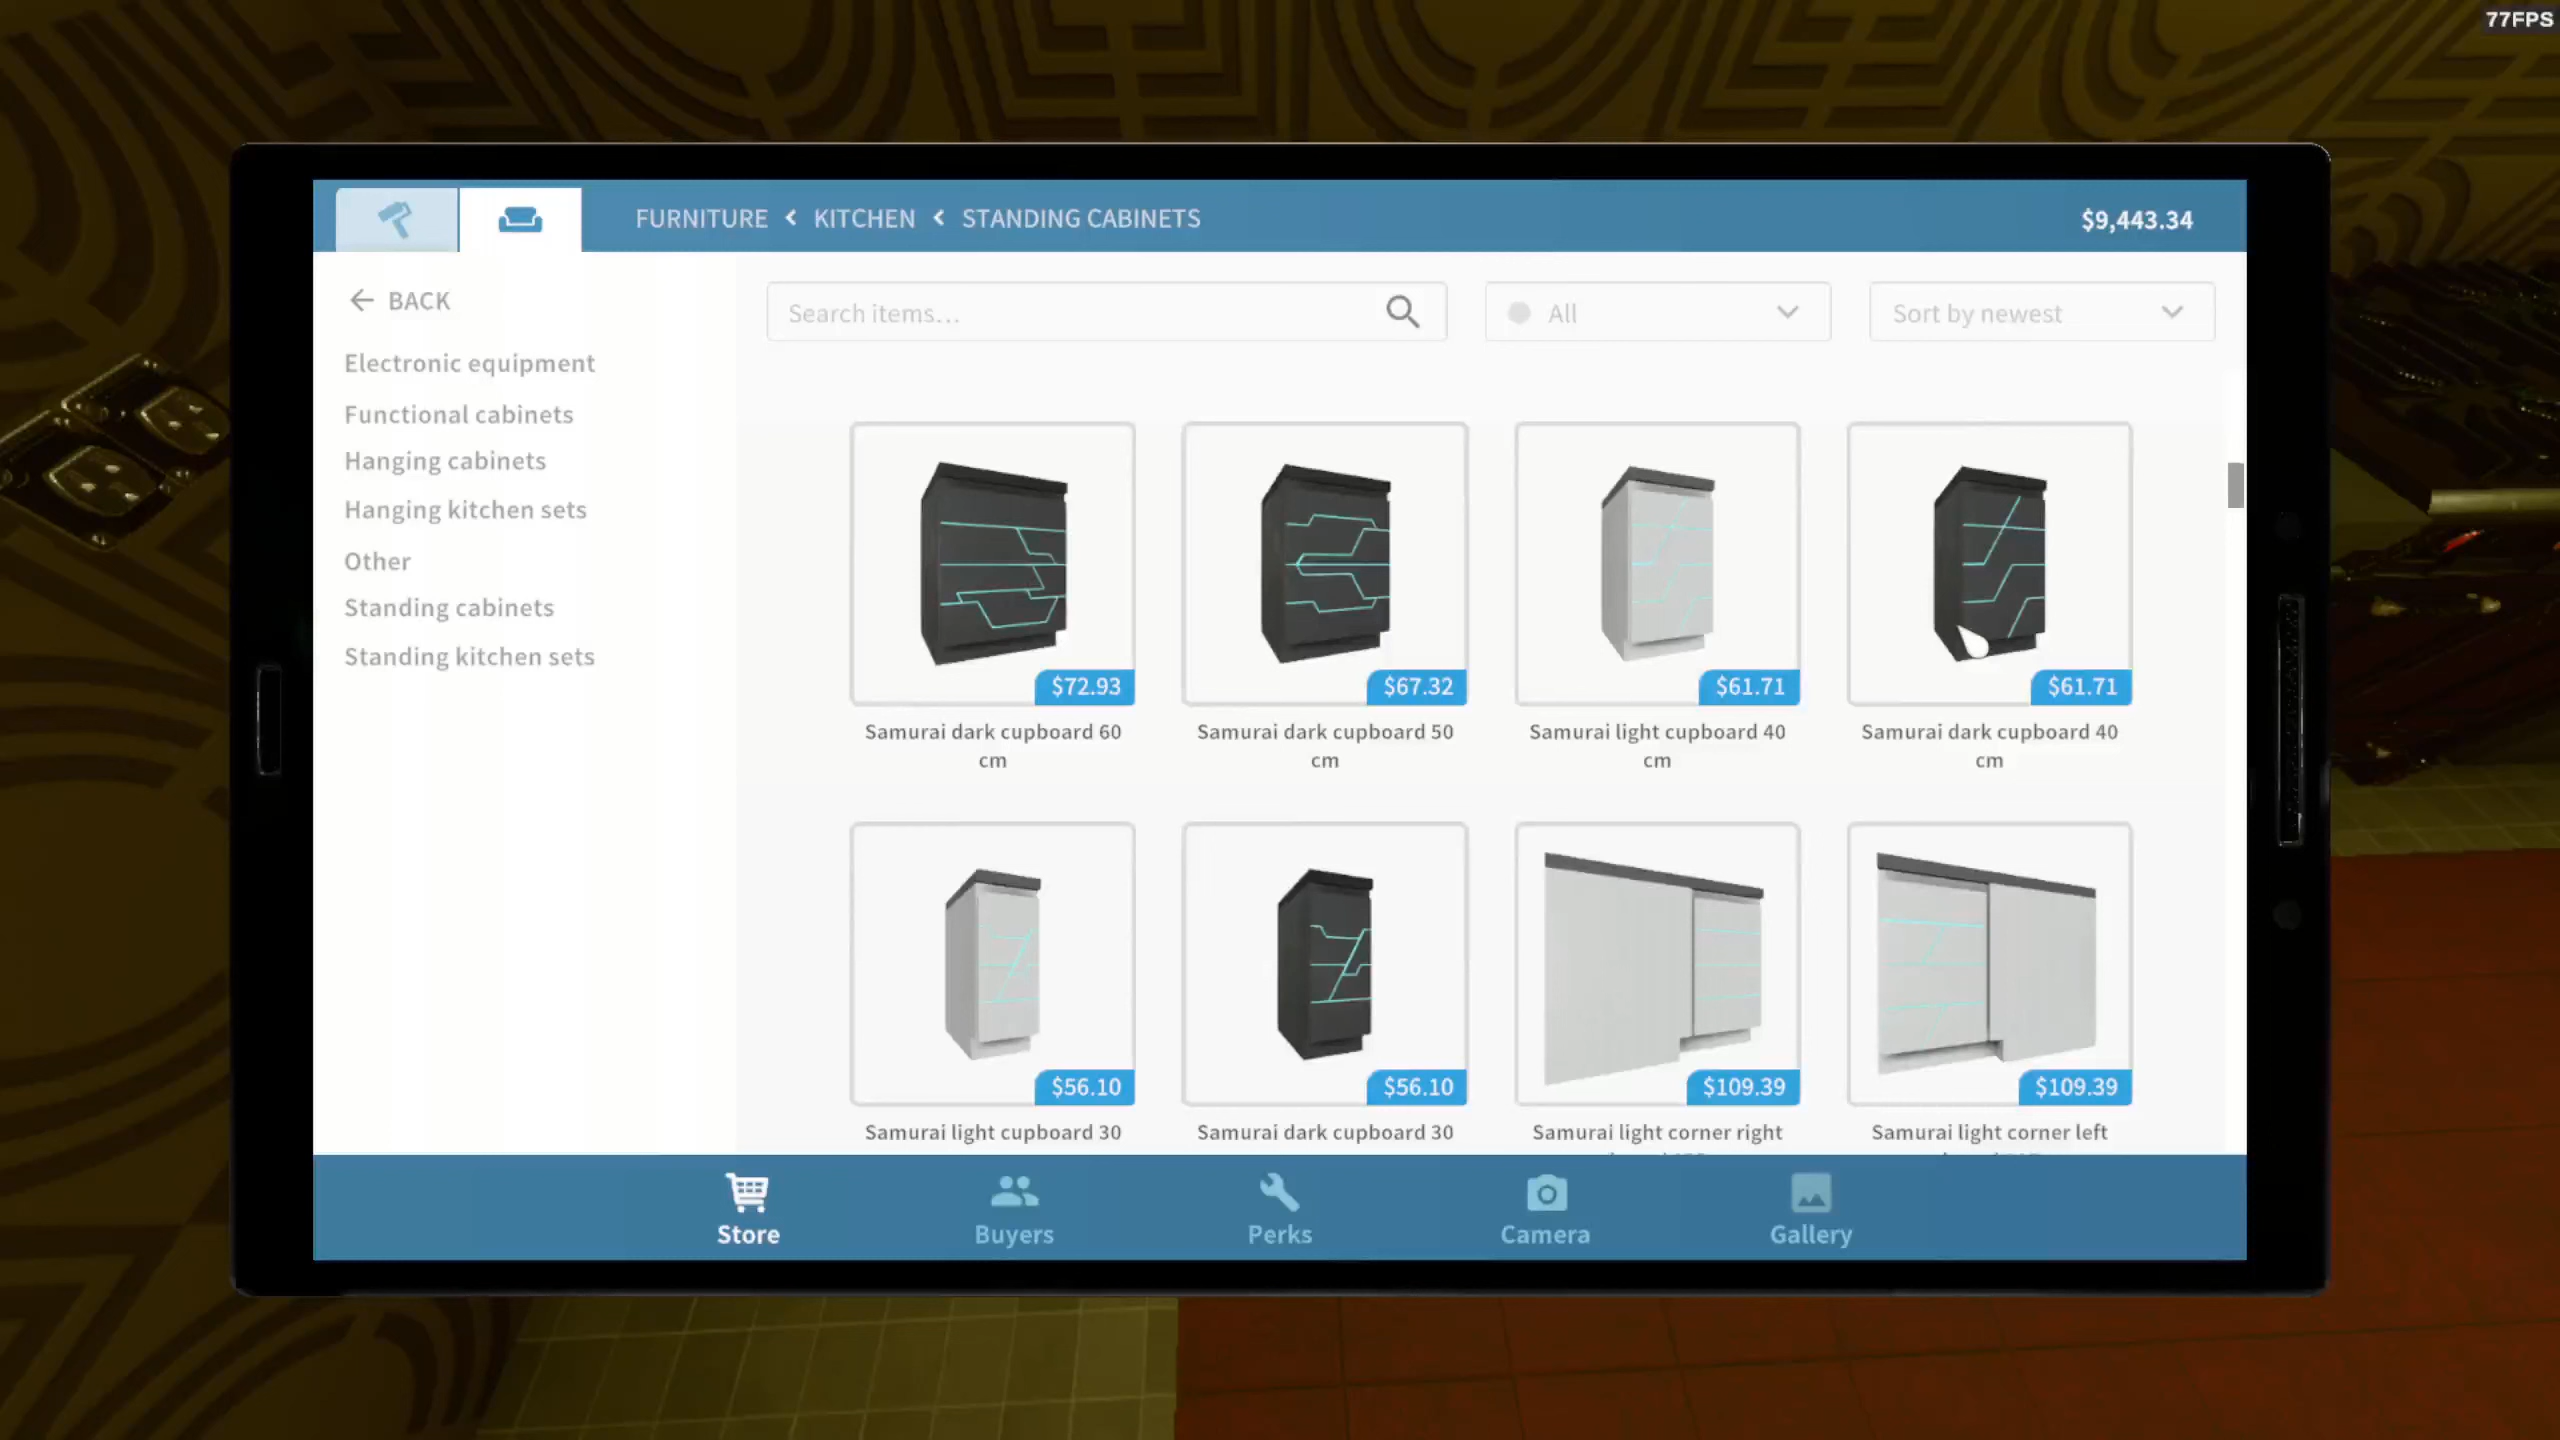 77FPS
FURNITURE < KITCHEN < STANDING CABINETS
$9,443.34
BACK
Search items...
All
Sort by newest
Electronic equipment
Functional cabinets
Hanging cabinets
Hanging kitchen sets
Other
Standing cabinets
Standing kitchen sets
$72.93
$67.32
$61.71
$61.71
Samurai dark cupboard 60
cm
Samurai dark cupboard 50
cm
Samurai light cupboard 40
cm
Samurai dark cupboard 40
cm
$56.10
$56.10
$109.39
$109.39
Samurai light cupboard 30
Samurai dark cupboard 30
Samurai light corner right
Samurai light corner left
Store
Buyers
Perks
Camera
Gallery